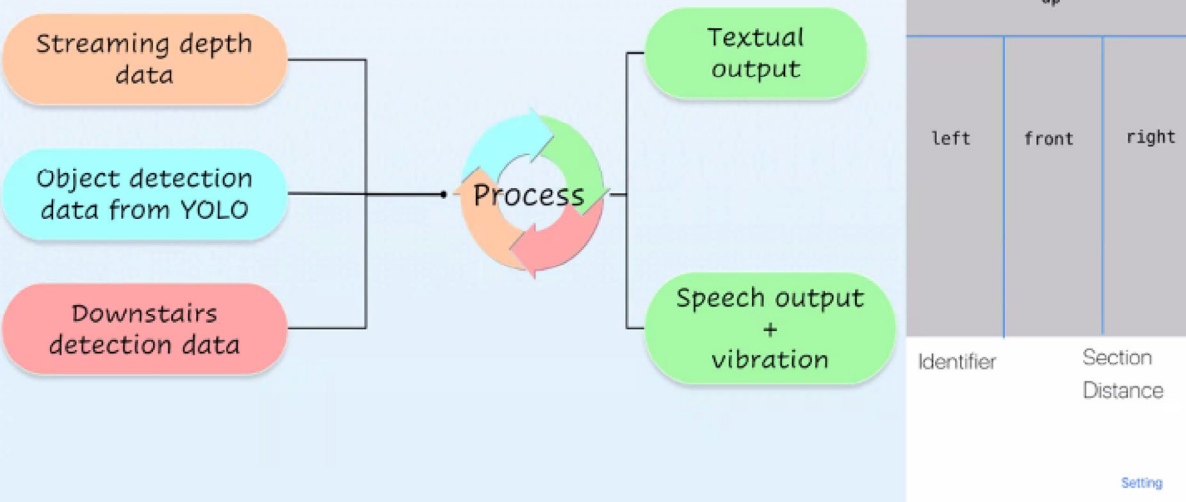 Streaming depth
data
Object detection
data from YOLO
Downstairs
detection data
Process
Textual
output
Speech output
+
vibration
up
left
front
right
Identifier
Section
Distance
Setting